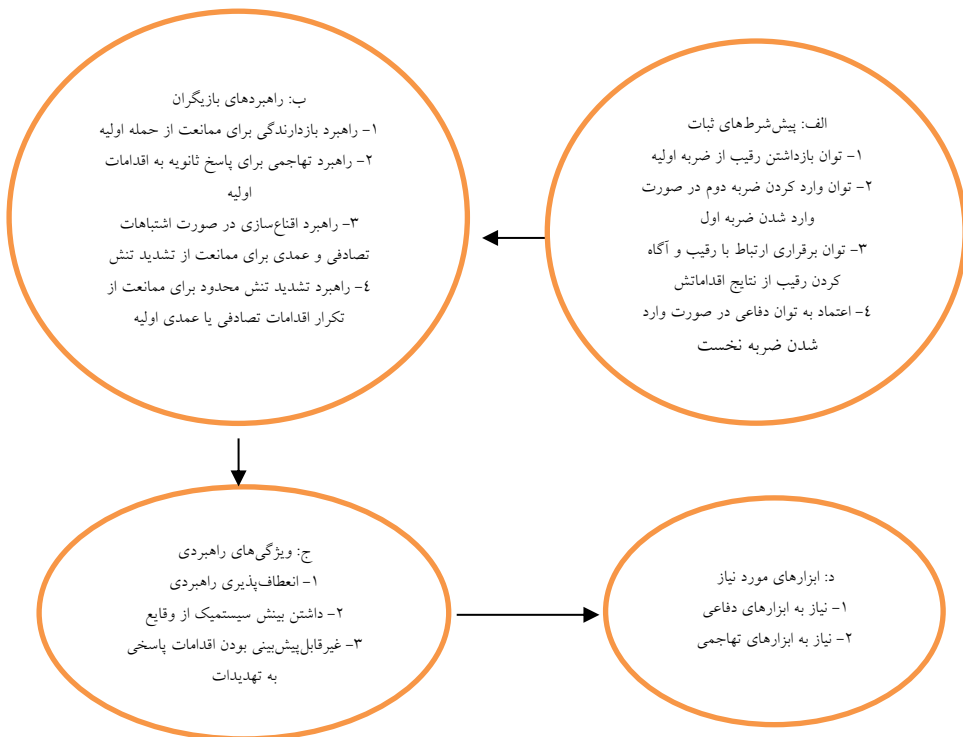 الف: پیش‌شرط‌های ثبات
۱- توان بازداشتن رقیب از ضربه اولیه
۲- توان وارد کردن ضربه دوم در صورت
وارد شدن ضربه اول
۳- توان برقراری ارتباط با رقیب و آگاه
کردن رقیب از نتایج اقداماتش
٤- اعتماد به توان دفاعی در صورت وارد
شدن ضربه نخست
ب: راهبردهای بازیگران
۱- راهبرد بازدارندگی برای ممانعت از حمله اولیه
۲- راهبرد تهاجمی برای پاسخ ثانویه به اقدامات
اولیه
۳- راهبرد اقناع‌سازی در صورت اشتباهات
تصادفی و عمدی برای ممانعت از تشدید تنش
٤- راهبرد تشدید تنش محدود برای ممانعت از
تکرار اقدامات تصادفی یا عمدی اولیه
ج: ویژگی‌های راهبردی
۱- انعطاف‌پذیری راهبردی
۲- داشتن بینش سیستمیک از وقایع
۳- غیرقابل‌پیش‌بینی بودن اقدامات پاسخی
به تهدیدات
د: ابزارهای مورد نیاز
۱- نیاز به ابزارهای دفاعی
۲- نیاز به ابزارهای تهاجمی